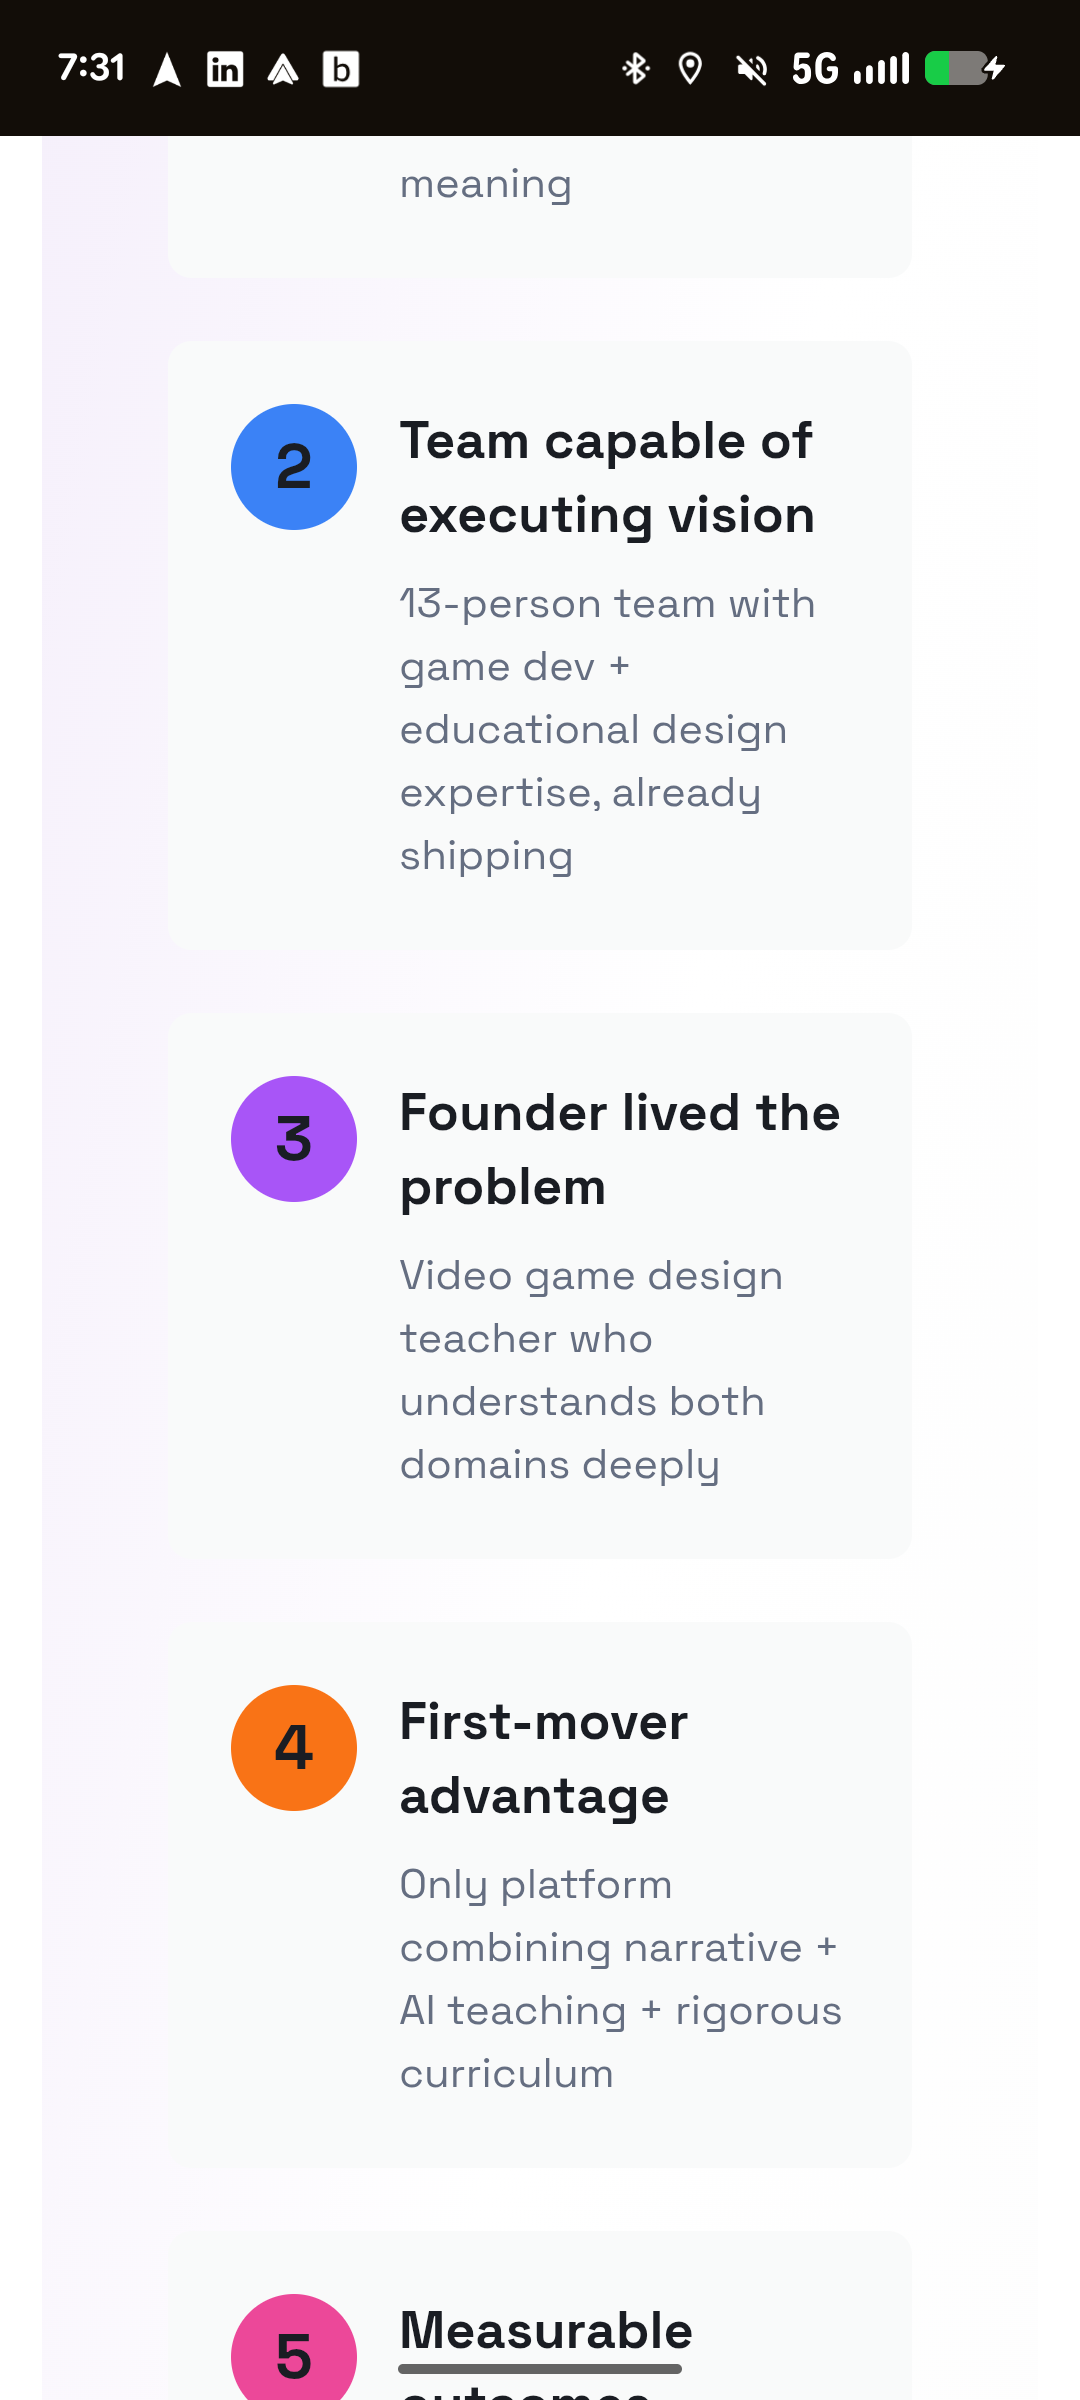 7:31
in
b
5G
meaning
2
Team capable of
executing vision
13-person team with
game dev +
educational design
expertise, already
shipping
3
Founder lived the
problem
Video game design
teacher who
understands both
domains deeply
4
First-mover
advantage
Only platform
combining narrative +
AI teaching + rigorous
curriculum
5
Measurable
outcomes